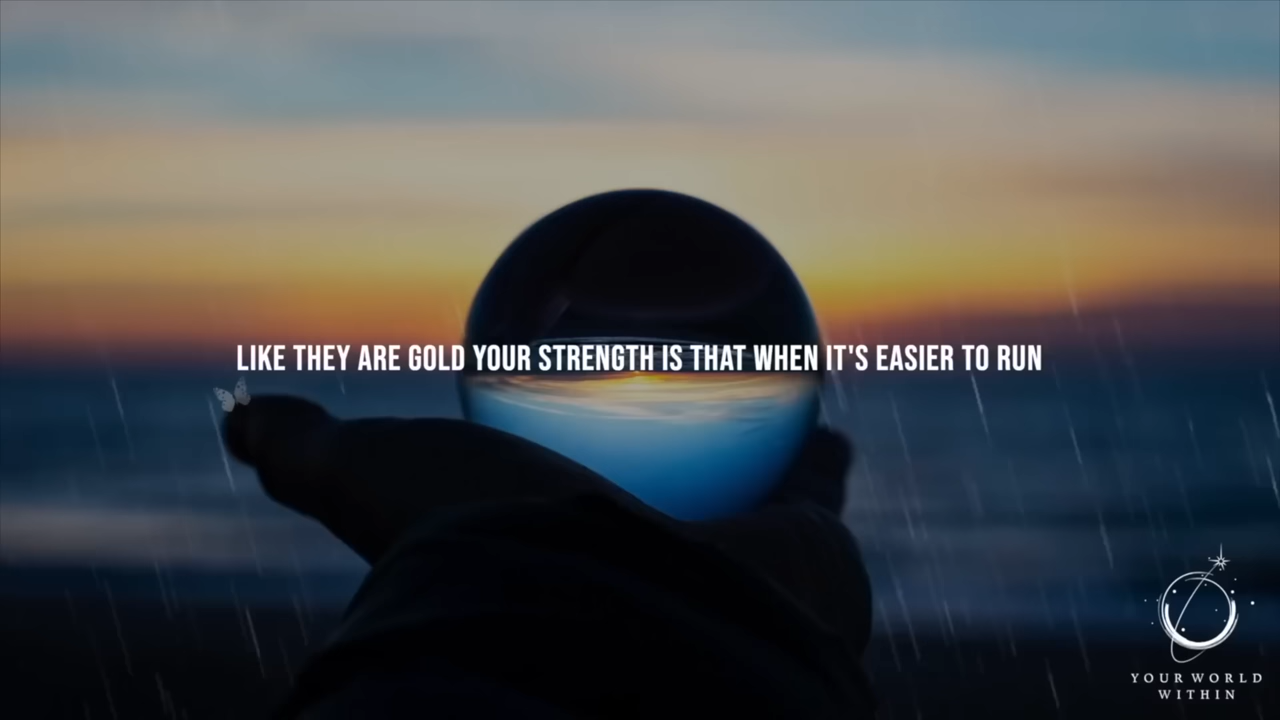 LIKE THEY ARE GOLD YOUR STRENGTH IS THAT WHEN IT'S EASIER TO RUN
YOUR WORLD
WITHIN